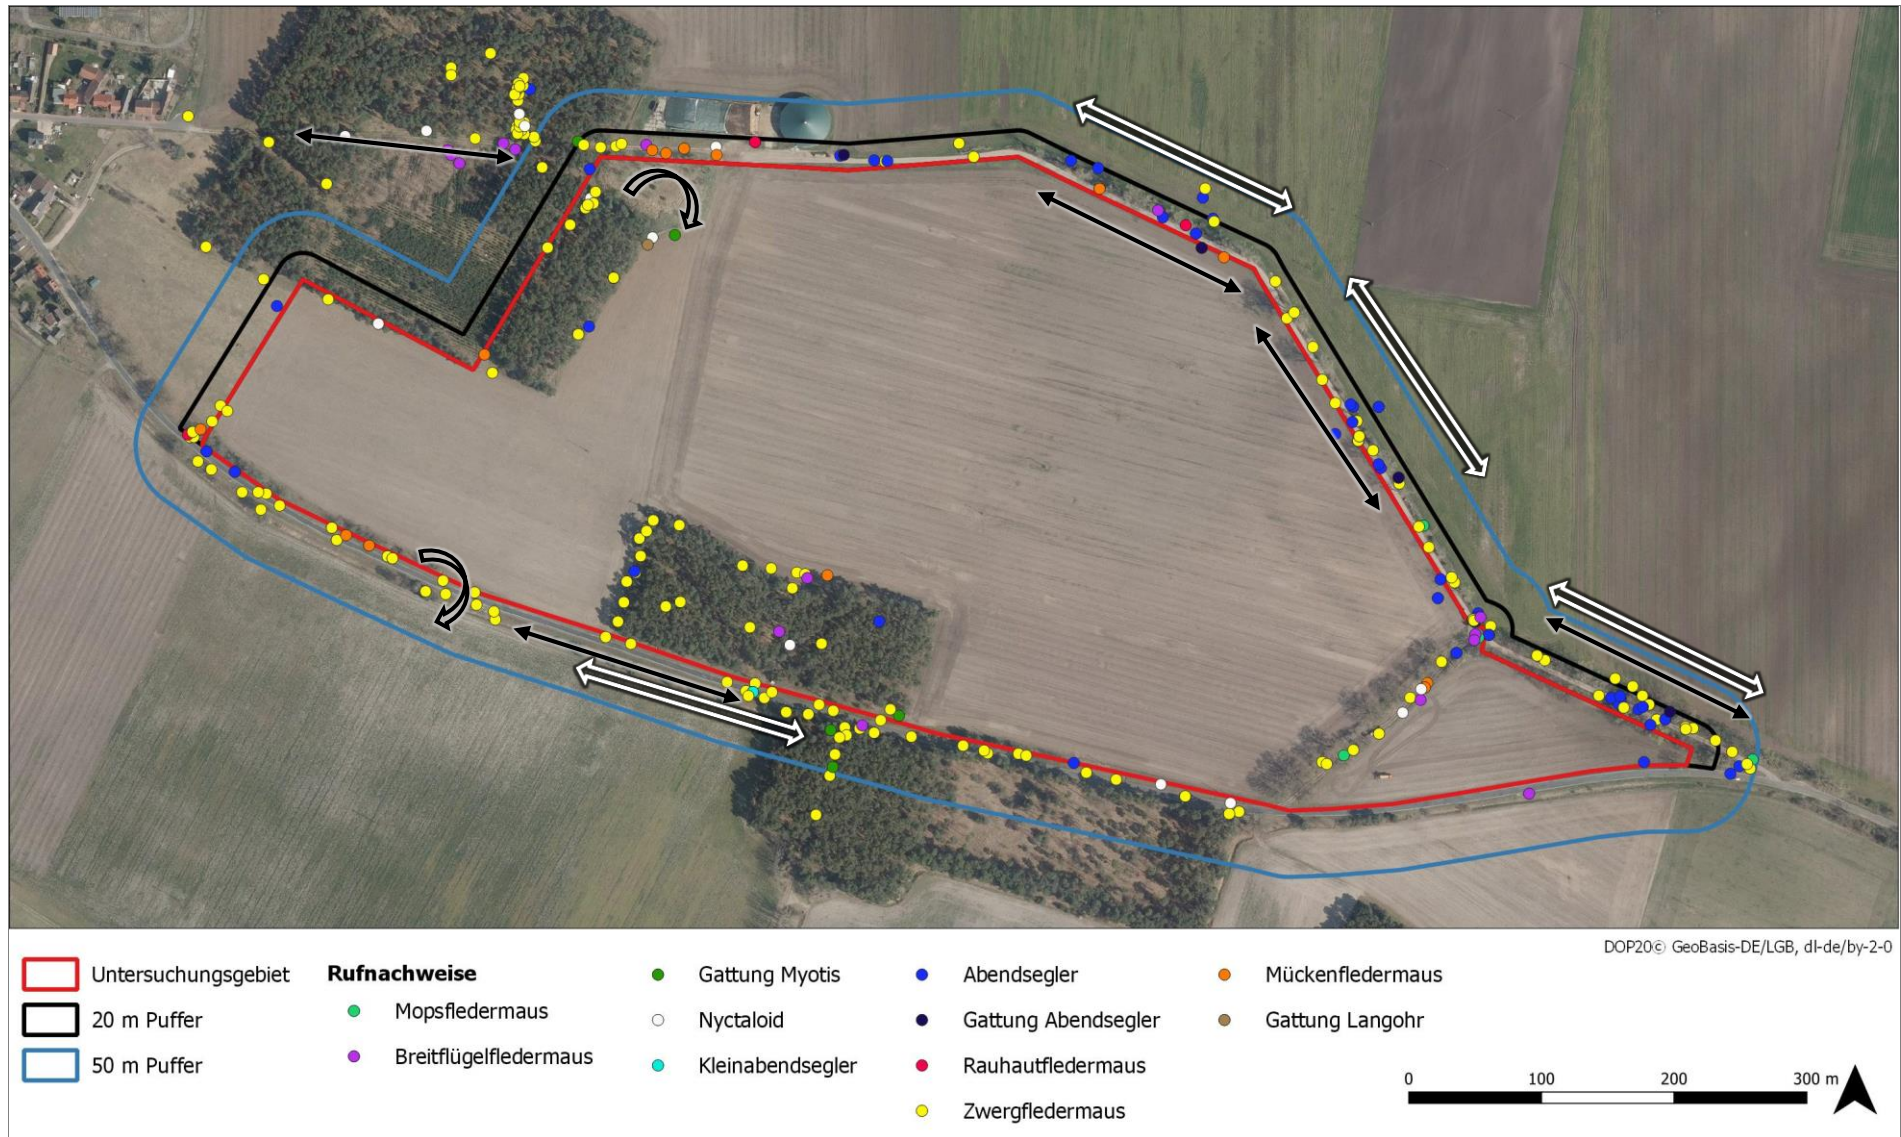 DOP20© GeoBasis-DE/LGB, dl-de/by-2-0
Untersuchungsgebiet
20 m Puffer
50 m Puffer
Rufnachweise
Mopsfledermaus
Breitflügelfledermaus
Gattung Myotis
Nyctaloid
Kleinabendsegler
Abendsegler
Gattung Abendsegler
Rauhautfledermaus
Zwergfledermaus
Mückenfledermaus
Gattung Langohr
0 100 200 300 m